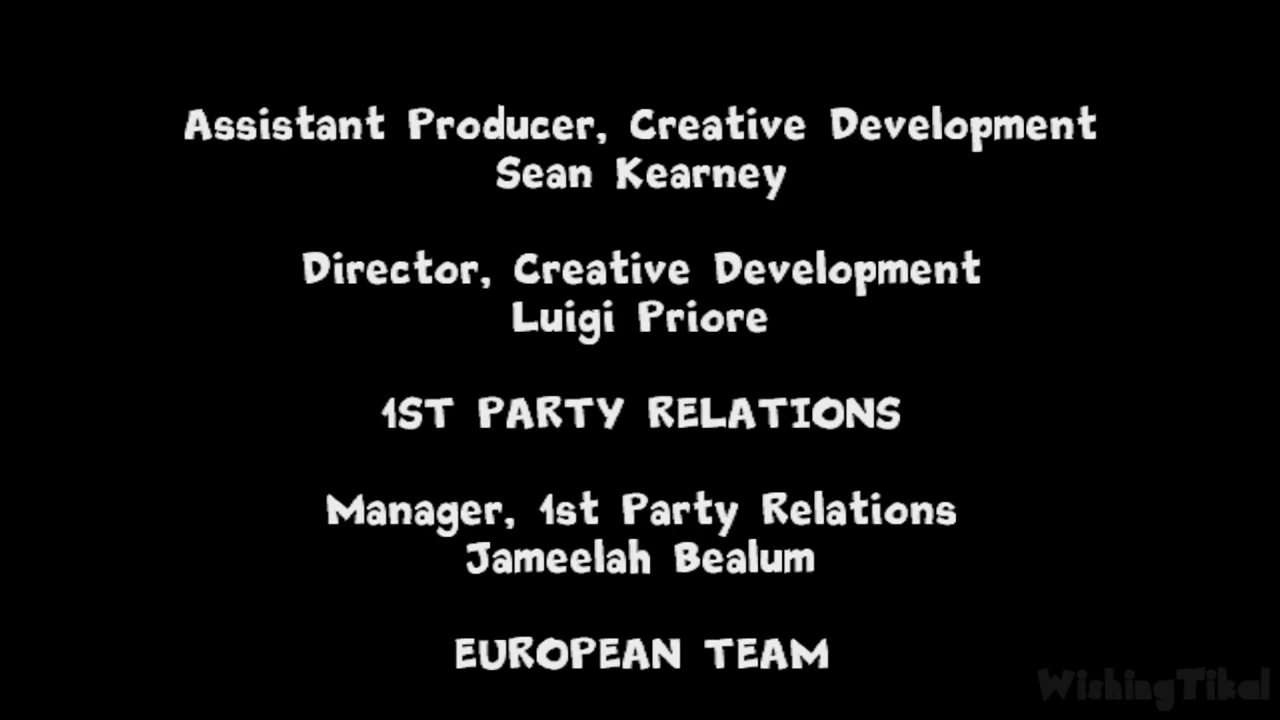 Assistant Producer, Creative Development
Sean Kearney
Director, Creative Development
Luigi Priore
1ST PARTY RELATIONS
Manager, 1st Party Relations
Jameelah Bealum
EUROPEAN TEAM
WishingTikal